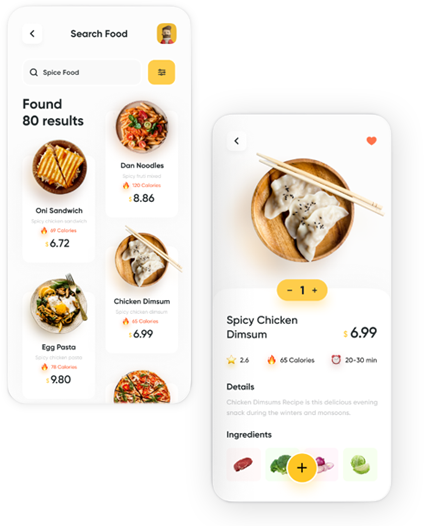 Search Food
Spice Food
Found
80 results
Dan Noodles
Spicy fruit mixed
120 Calories
$ 8.86
Oni Sandwich
Spicy chicken sandwich
69 Calories
$ 6.72
Chicken Dimsum
Spicy chicken dimsum
65 Calories
$ 6.99
Egg Pasta
Spicy chicken pasta
78 Calories
$ 9.80
− 1 +
Spicy Chicken
Dimsum
$ 6.99
2.6
65 Calories
20-30 min
Details
Chicken Dimsums Recipe is this delicious evening
snack during the winters and monsoons.
Ingredients
+